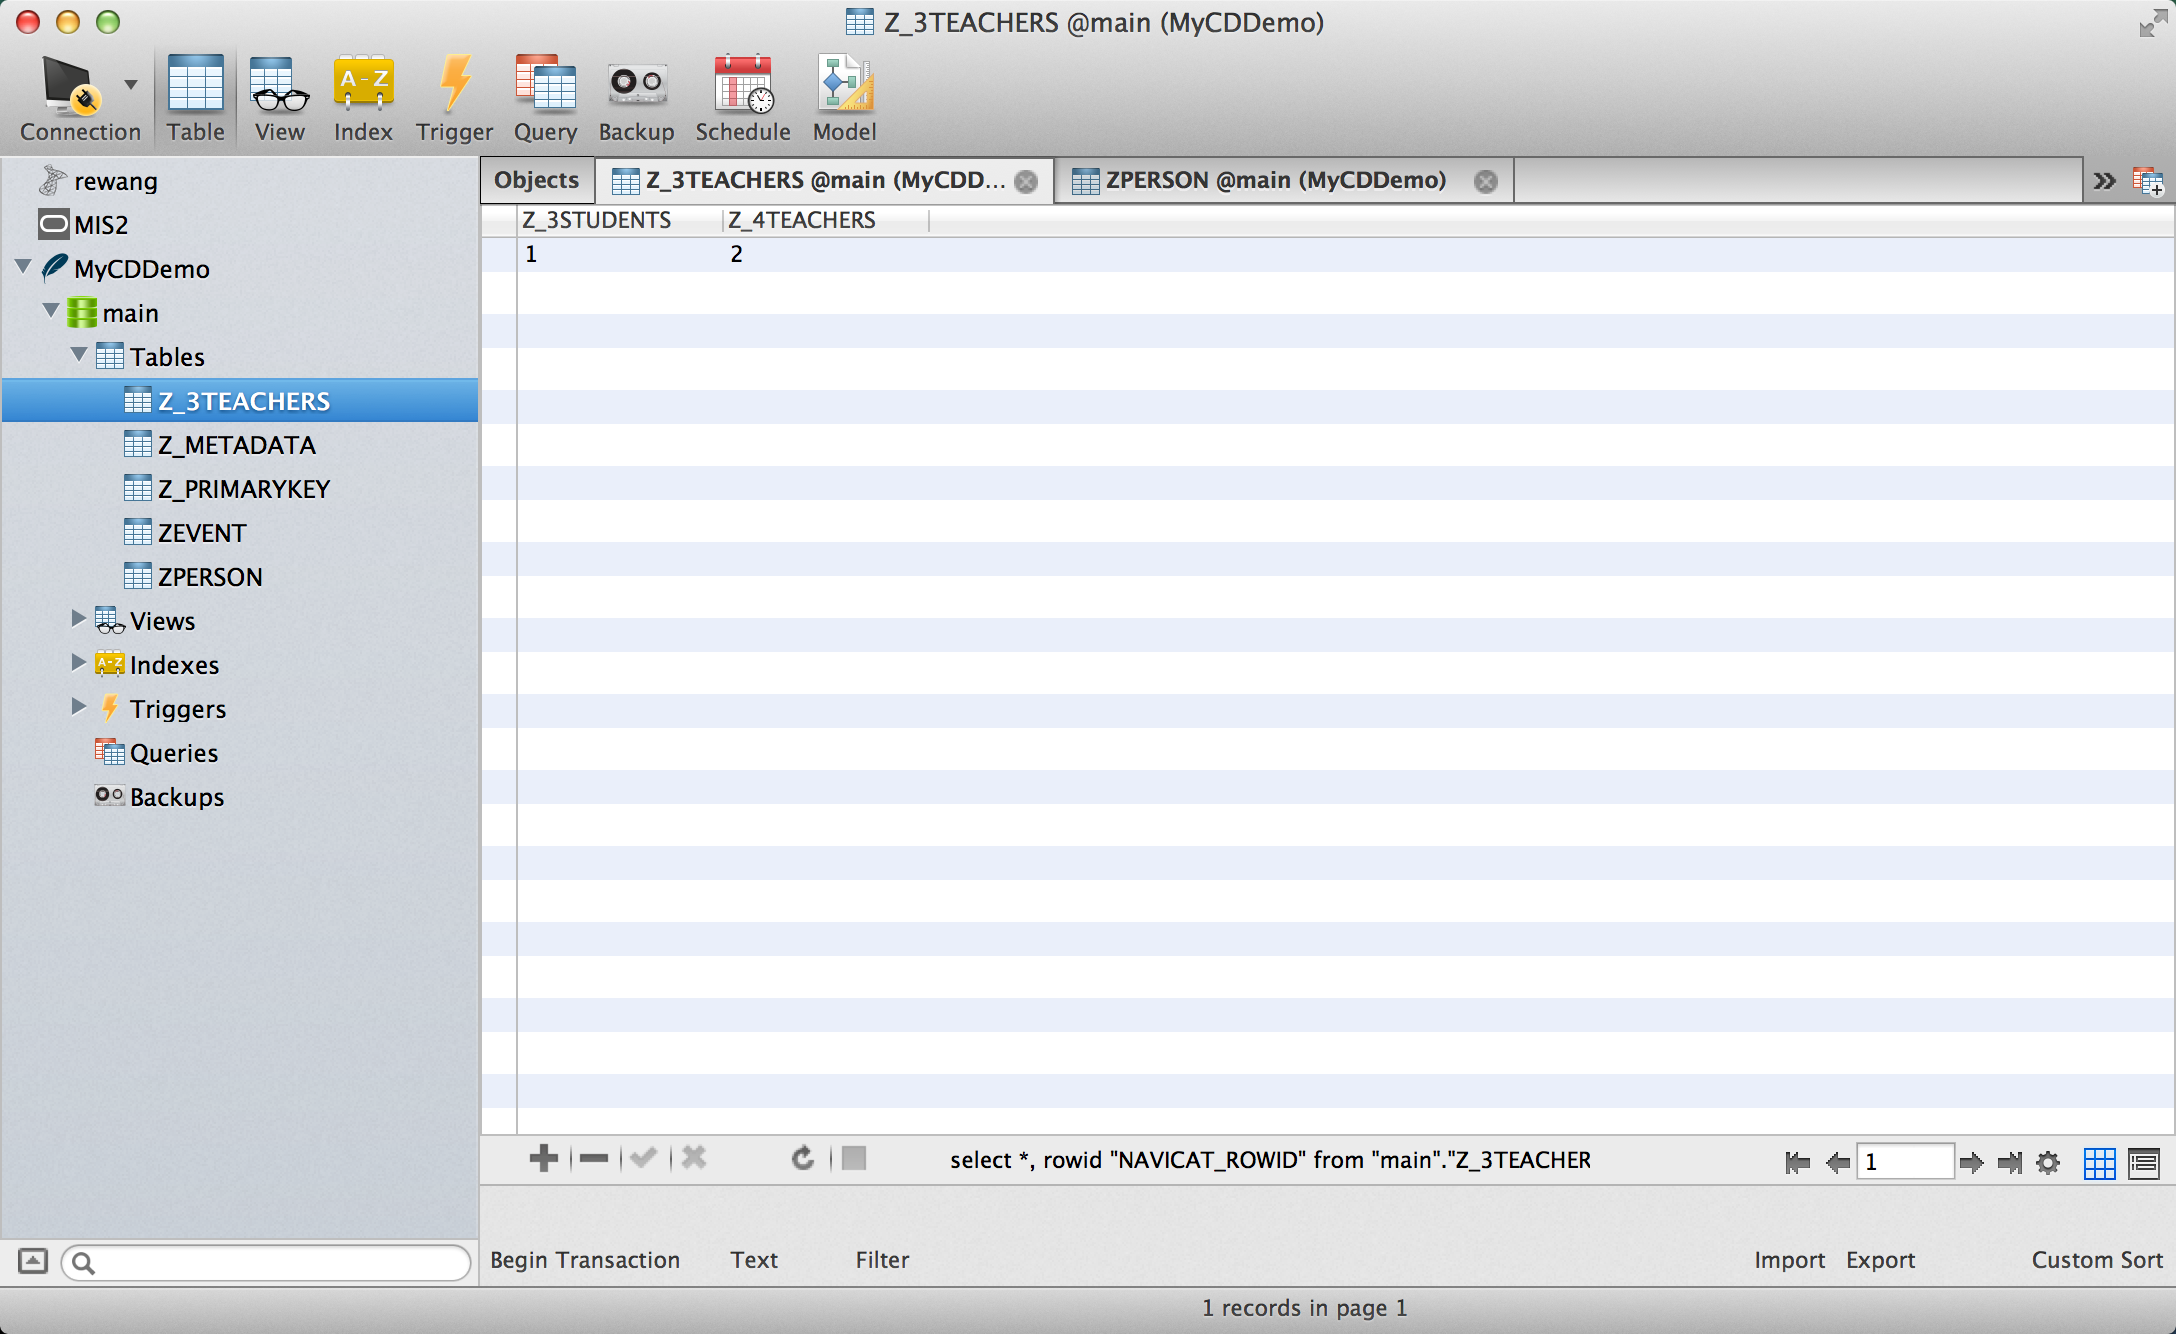 Z_3TEACHERS @main (MyCDDemo)
Connection Table View Index Trigger Query Backup Schedule Model
A-Z
rewang
MIS2
MyCDDemo
main
Tables
Z_3TEACHERS
Z_METADATA
Z_PRIMARYKEY
ZEVENT
ZPERSON
Views
A-Z Indexes
Triggers
Queries
Backups
Objects Z_3TEACHERS @main (MyCDD... ZPERSON @main (MyCDDemo)
Z_3STUDENTS Z_4TEACHERS
1 2
select *, rowid "NAVICAT_ROWID" from "main"."Z_3TEACHER
1
Begin Transaction Text Filter Import Export Custom Sort
1 records in page 1